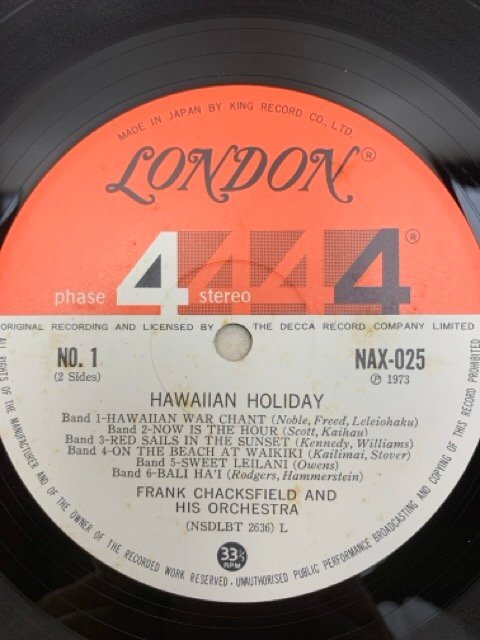 MADE IN JAPAN BY KING RECORD CO., LTD.
LONDON®
phase 4 stereo 4 ®
ORIGINAL RECORDING AND LICENSED BY THE DECCA RECORD COMPANY LIMITED
NO. 1
(2 Sides)
NAX-025
Ⓟ 1973
HAWAIIAN HOLIDAY
Band 1-HAWAIIAN WAR CHANT (Noble, Freed, Leleiohaku)
Band 2-NOW IS THE HOUR (Scott, Kaihau)
Band 3-RED SAILS IN THE SUNSET (Kennedy, Williams)
Band 4-ON THE BEACH AT WAIKIKI (Kailimai, Stover)
Band 5-SWEET LEILANI (Owens)
Band 6-BALI HA'I (Rodgers, Hammerstein)
FRANK CHACKSFIELD AND
HIS ORCHESTRA
(NSDLBT 2636) L
33⅓
RPM
ALL RIGHTS OF THE MANUFACTURER AND OF THE OWNER OF THE RECORDED WORK RESERVED · UNAUTHORISED PUBLIC PERFORMANCE BROADCASTING AND COPYING OF THIS RECORD PROHIBITED